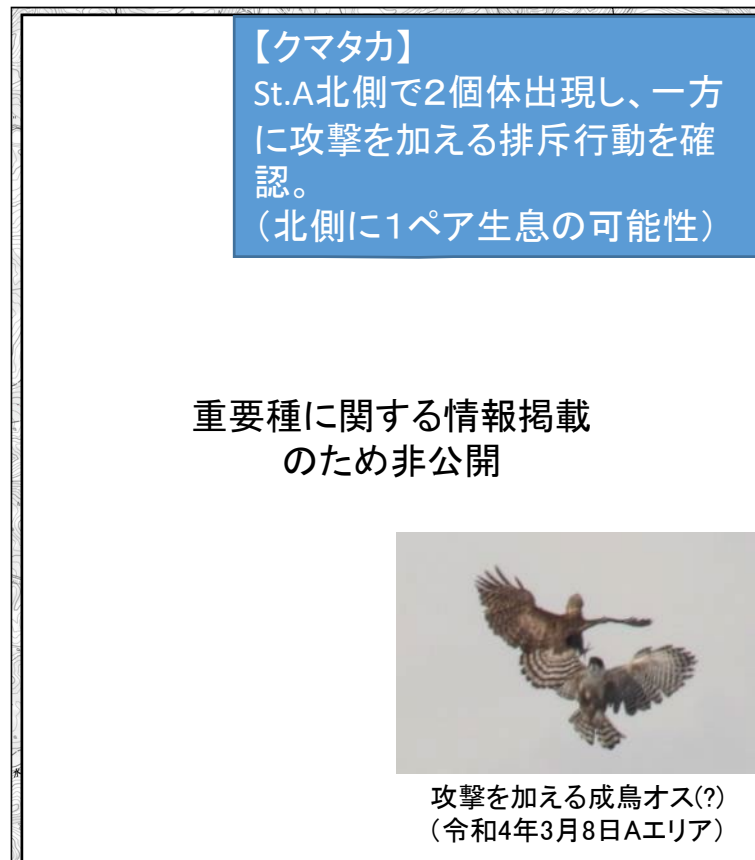 【クマタカ】
St.A北側で２個体出現し、一方
に攻撃を加える排斥行動を確
認。
（北側に１ペア生息の可能性）
重要種に関する情報掲載
のため非公開
攻撃を加える成鳥オス(?)
（令和4年3月8日Aエリア）